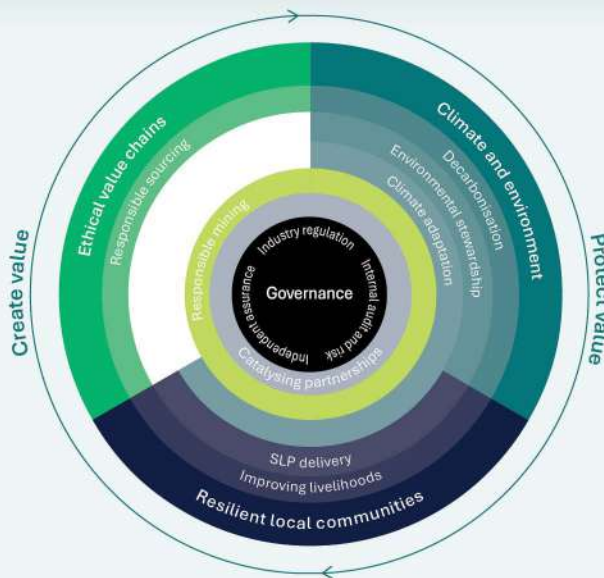 Create value
Protect value
Ethical value chains
Responsible sourcing
Climate and environment
Decarbonisation
Environmental stewardship
Climate adaptation
Responsible mining
Industry regulation
Internal audit and risk
Independent assurance
Governance
Catalysing partnerships
SLP delivery
Improving livelihoods
Resilient local communities